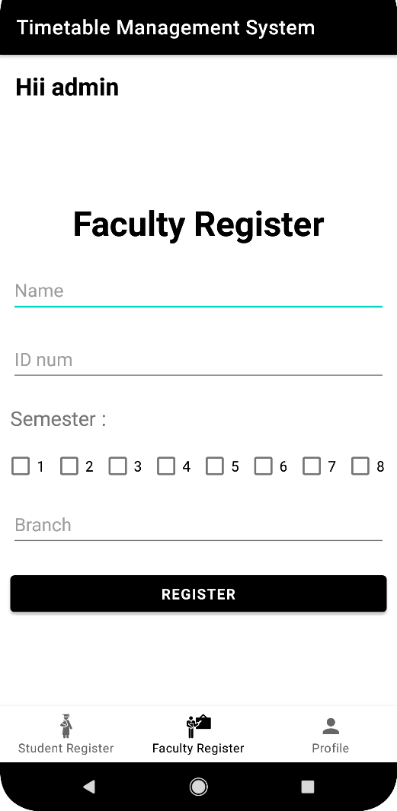 Timetable Management System
Hii admin
Faculty Register
Name
ID num
Semester :
1 2 3 4 5 6 7 8
Branch
REGISTER
Student Register Faculty Register Profile